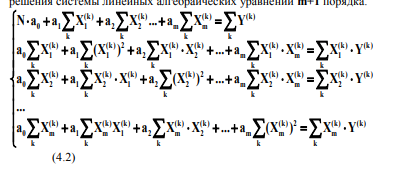 решения системы линейных алгебраических уравнений m+1 порядка.
N·a₀+a₁∑X₁⁽ᵏ⁾+a₂∑X₂⁽ᵏ⁾...+aₘ∑Xₘ⁽ᵏ⁾=∑Y⁽ᵏ⁾
k k k k
a₀∑X₁⁽ᵏ⁾+a₁∑(X₁⁽ᵏ⁾)²+a₂∑X₁⁽ᵏ⁾·X₂⁽ᵏ⁾+...+aₘ∑X₁⁽ᵏ⁾·Xₘ⁽ᵏ⁾=∑X₁⁽ᵏ⁾·Y⁽ᵏ⁾
k k k k k
a₀∑X₂⁽ᵏ⁾+a₁∑X₂⁽ᵏ⁾·X₁⁽ᵏ⁾+a₂∑(X₂⁽ᵏ⁾)²+...+aₘ∑X₂⁽ᵏ⁾·Xₘ⁽ᵏ⁾=∑X₂⁽ᵏ⁾·Y⁽ᵏ⁾
k k k k k
...
a₀∑Xₘ⁽ᵏ⁾+a₁∑Xₘ⁽ᵏ⁾X₁⁽ᵏ⁾+a₂∑Xₘ⁽ᵏ⁾·X₂⁽ᵏ⁾+...+aₘ∑(Xₘ⁽ᵏ⁾)²=∑Xₘ⁽ᵏ⁾·Y⁽ᵏ⁾
k k k k k
(4.2)